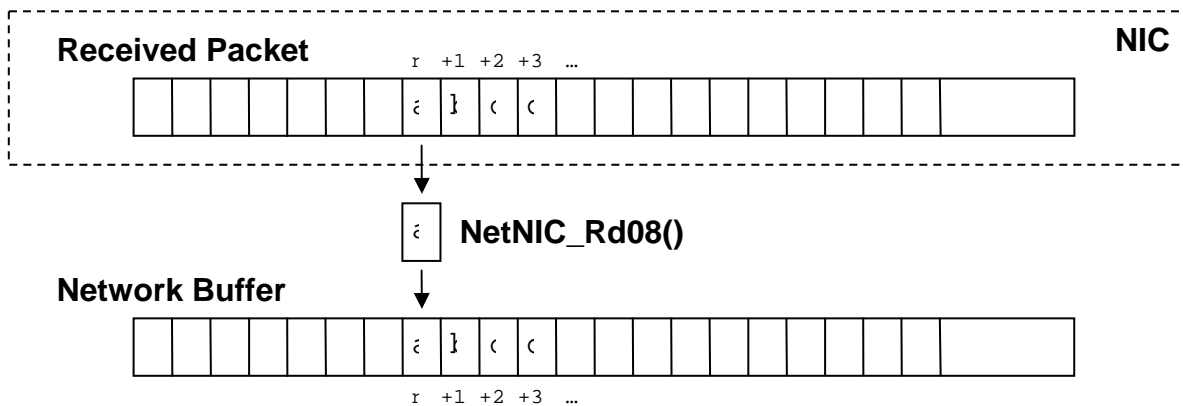 NIC
Received Packet
+1 +2 +3 …
NetNIC_Rd08()
Network Buffer
+1 +2 +3 …